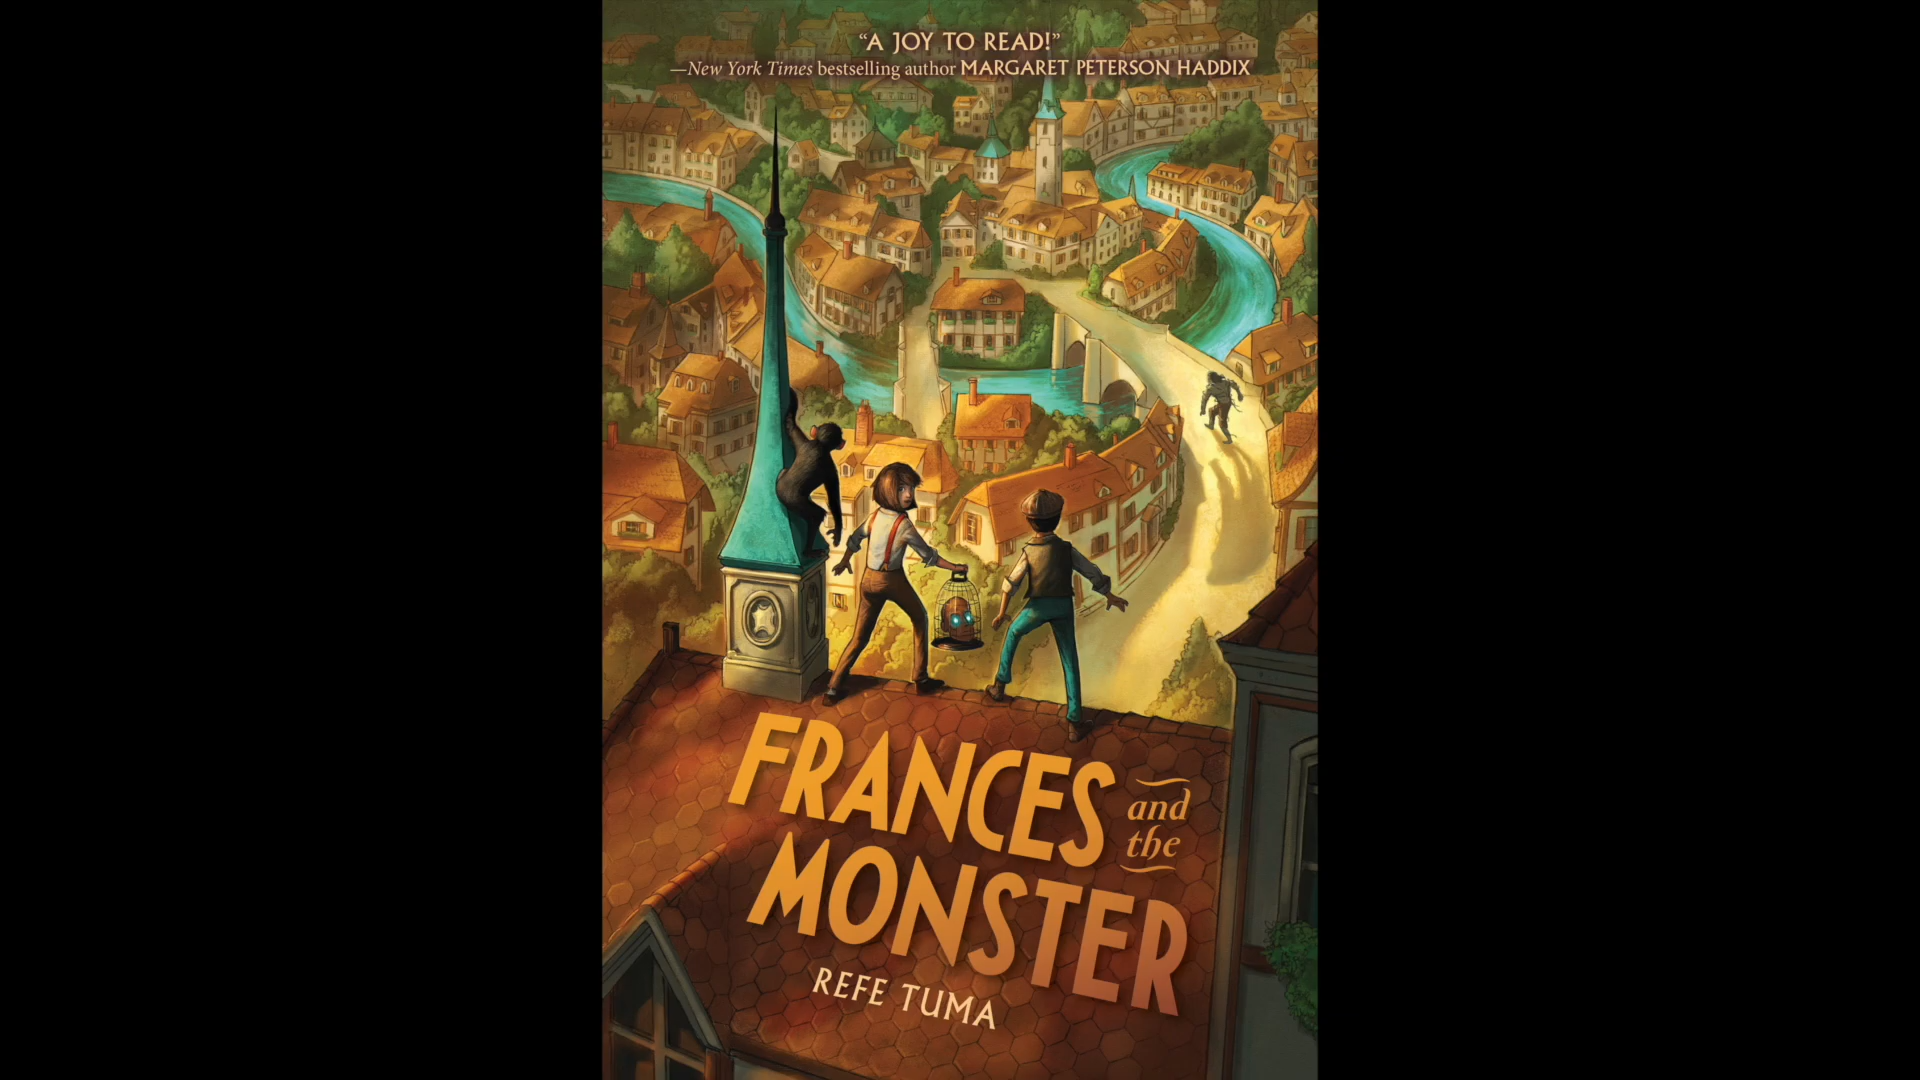 “A JOY TO READ!”
—New York Times bestselling author MARGARET PETERSON HADDIX
FRANCES and the
MONSTER
REFE TUMA